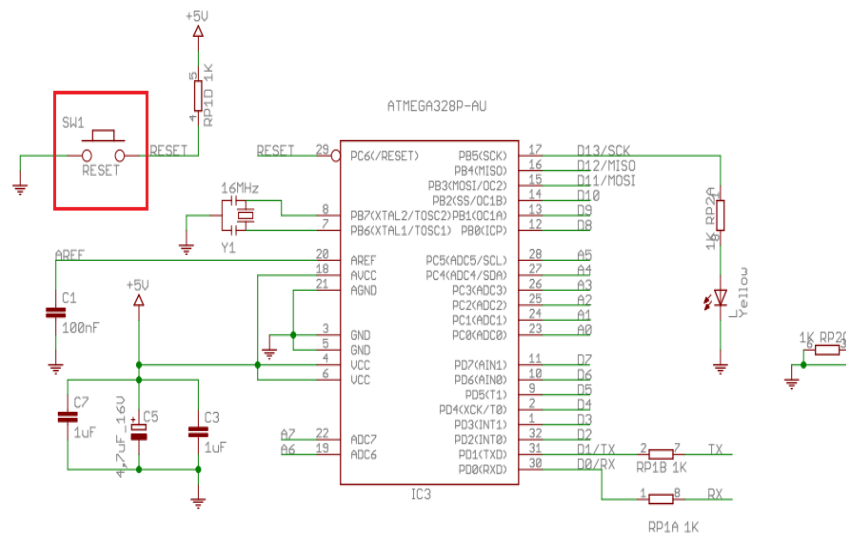 +5V
ATMEGA328P-AU
5
RP1D 1K
4
SW1
RESET
RESET
RESET
29
PC6(/RESET)
16MHz
8
PB7(XTAL2/TOSC2)
7
PB6(XTAL1/TOSC1)
Y1
AREF
20
AREF
18
AVCC
21
AGND
+5V
C1
100nF
3
GND
5
GND
4
VCC
6
VCC
C7
1uF
C5
4,7uF_16V
C3
1uF
A7
22
ADC7
A6
19
ADC6
PB5(SCK)
17
D13/SCK
PB4(MISO)
16
D12/MISO
PB3(MOSI/OC2)
15
D11/MOSI
PB2(SS/OC1B)
14
D10
PB1(OC1A)
13
D9
PB0(ICP)
12
D8
PC5(ADC5/SCL)
28
A5
PC4(ADC4/SDA)
27
A4
PC3(ADC3)
26
A3
PC2(ADC2)
25
A2
PC1(ADC1)
24
A1
PC0(ADC0)
23
A0
PD7(AIN1)
11
D7
PD6(AIN0)
10
D6
PD5(T1)
9
D5
PD4(XCK/T0)
2
D4
PD3(INT1)
1
D3
PD2(INT0)
32
D2
PD1(TXD)
31
D1/TX
PD0(RXD)
30
D0/RX
IC3
1K RP2A
8
L
Yellow
1K
6
3
2
7
TX
RP1B 1K
1
8
RX
RP1A 1K